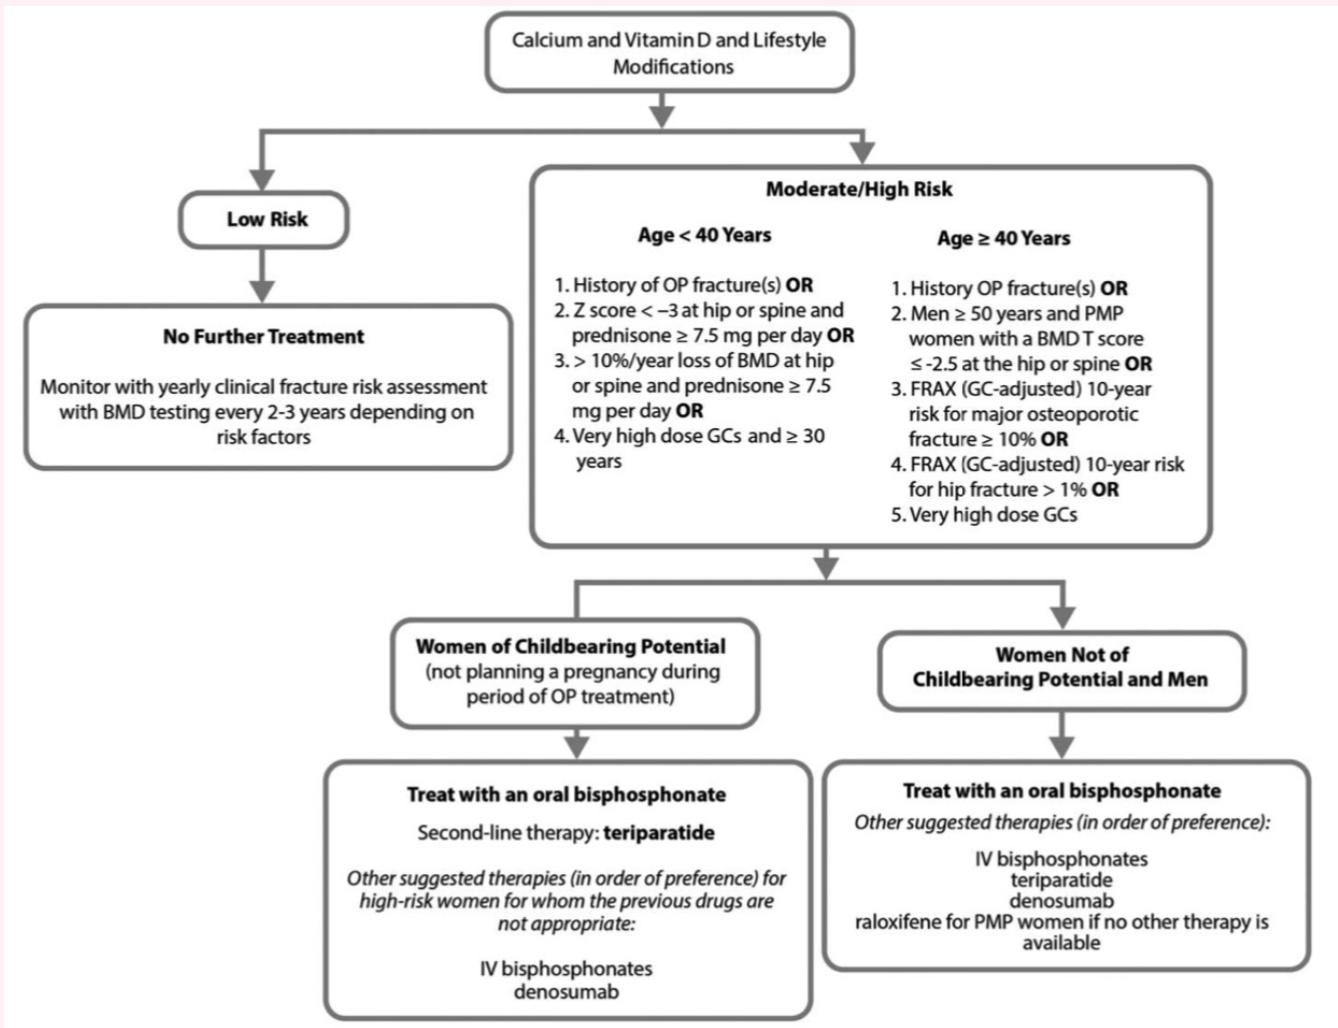 Calcium and Vitamin D and Lifestyle
Modifications
Low Risk
No Further Treatment
Monitor with yearly clinical fracture risk assessment
with BMD testing every 2-3 years depending on
risk factors
Moderate/High Risk
Age < 40 Years
1. History of OP fracture(s) OR
2. Z score < −3 at hip or spine and
prednisone ≥ 7.5 mg per day OR
3. > 10%/year loss of BMD at hip
or spine and prednisone ≥ 7.5
mg per day OR
4. Very high dose GCs and ≥ 30
years
Age ≥ 40 Years
1. History OP fracture(s) OR
2. Men ≥ 50 years and PMP
women with a BMD T score
≤ -2.5 at the hip or spine OR
3. FRAX (GC-adjusted) 10-year
risk for major osteoporotic
fracture ≥ 10% OR
4. FRAX (GC-adjusted) 10-year risk
for hip fracture > 1% OR
5. Very high dose GCs
Women of Childbearing Potential
(not planning a pregnancy during
period of OP treatment)
Treat with an oral bisphosphonate
Second-line therapy: teriparatide
Other suggested therapies (in order of preference) for
high-risk women for whom the previous drugs are
not appropriate:
IV bisphosphonates
denosumab
Women Not of
Childbearing Potential and Men
Treat with an oral bisphosphonate
Other suggested therapies (in order of preference):
IV bisphosphonates
teriparatide
denosumab
raloxifene for PMP women if no other therapy is
available